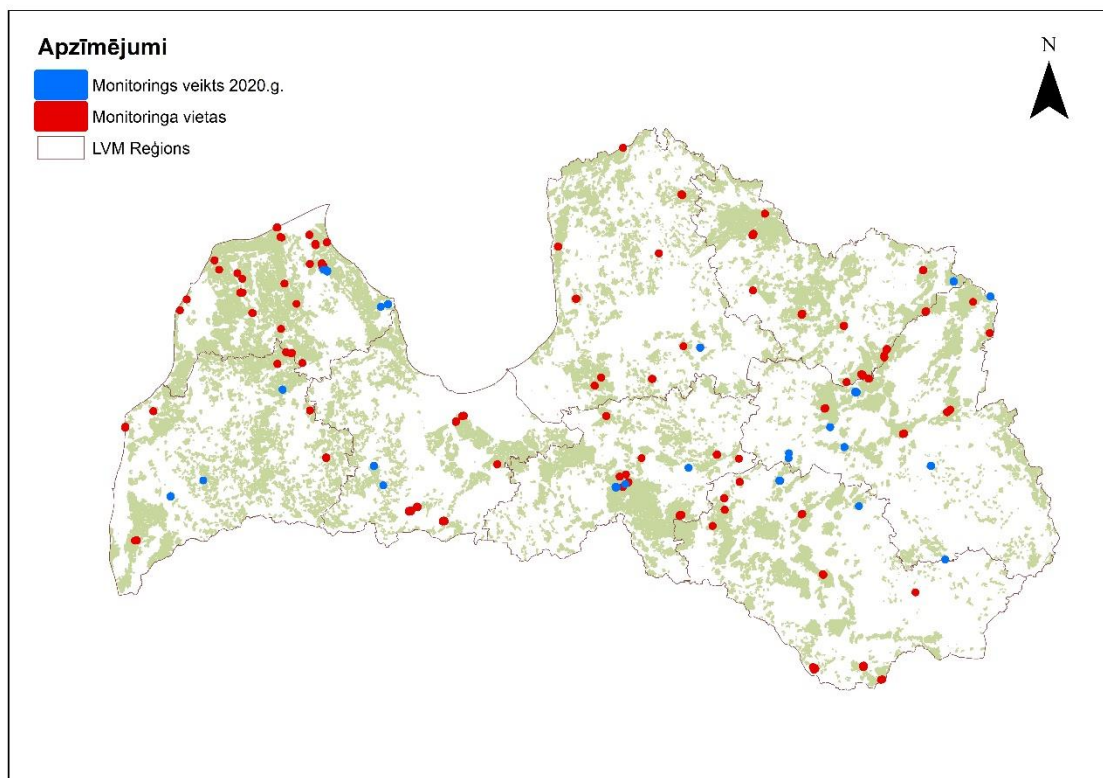 Apzīmējumi
Monitorings veikts 2020.g.
Monitoringa vietas
LVM Reģions
N